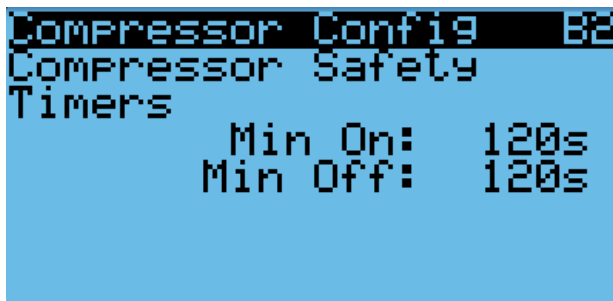 Compressor Config B2
Compressor Safety
Timers
Min On: 120s
Min Off: 120s